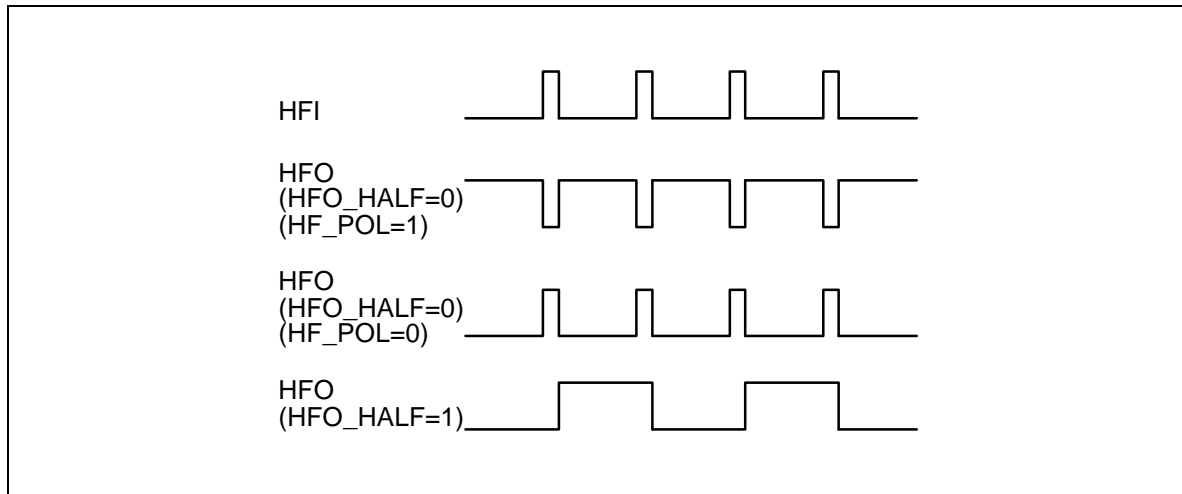 HFI
HFO
(HFO_HALF=0)
(HF_POL=1)
HFO
(HFO_HALF=0)
(HF_POL=0)
HFO
(HFO_HALF=1)